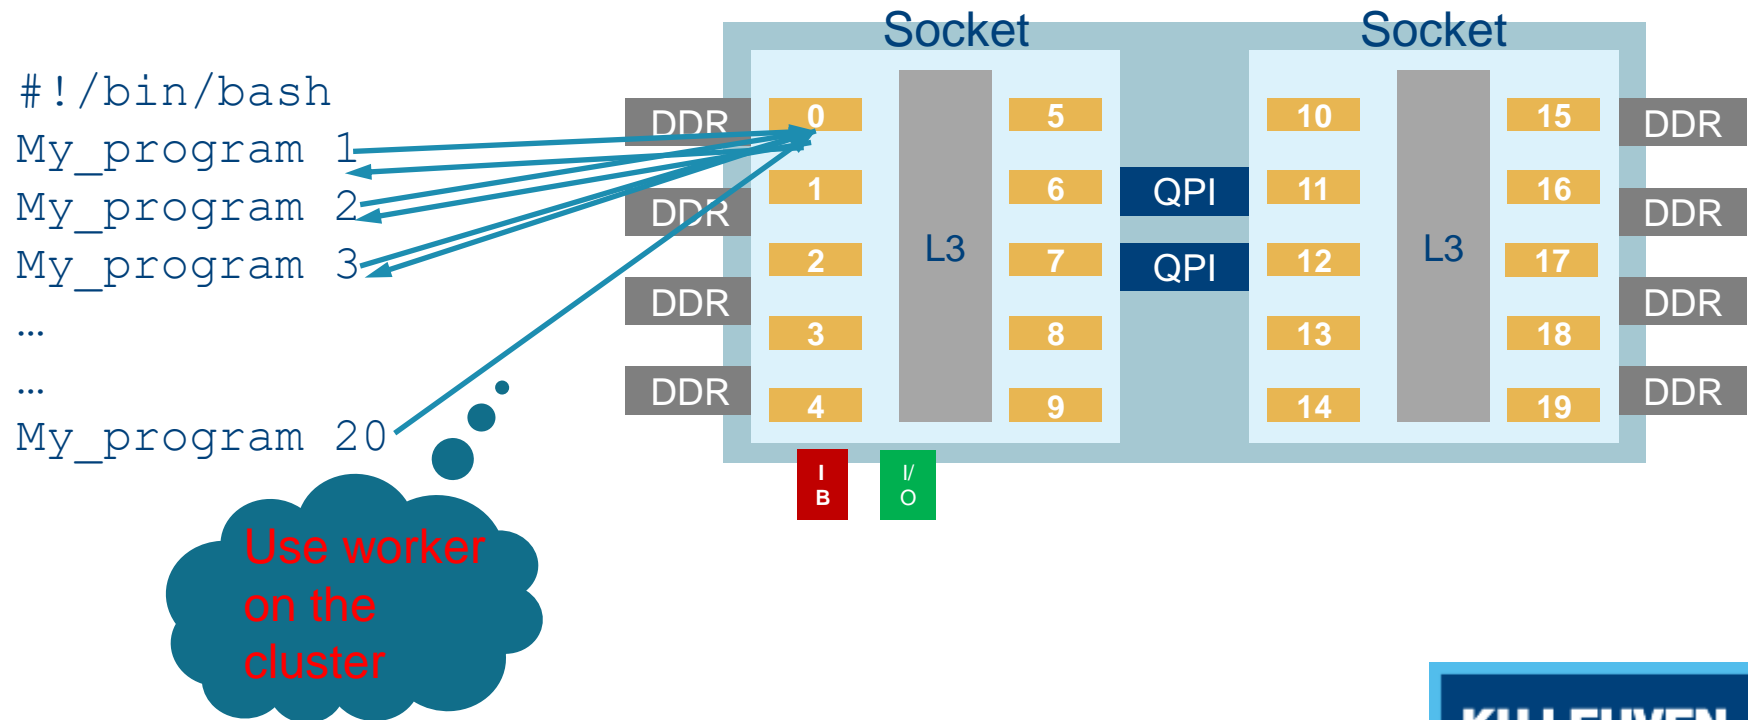 Socket
Socket
#!/bin/bash
My_program 1
My_program 2
My_program 3
…
…
My_program 20
DDR
DDR
DDR
DDR
0
1
2
3
4
L3
5
6
7
8
9
QPI
QPI
10
11
12
13
14
L3
15
16
17
18
19
DDR
DDR
DDR
DDR
I
B
I/
O
Use worker
on the
cluster
KU LEUVEN